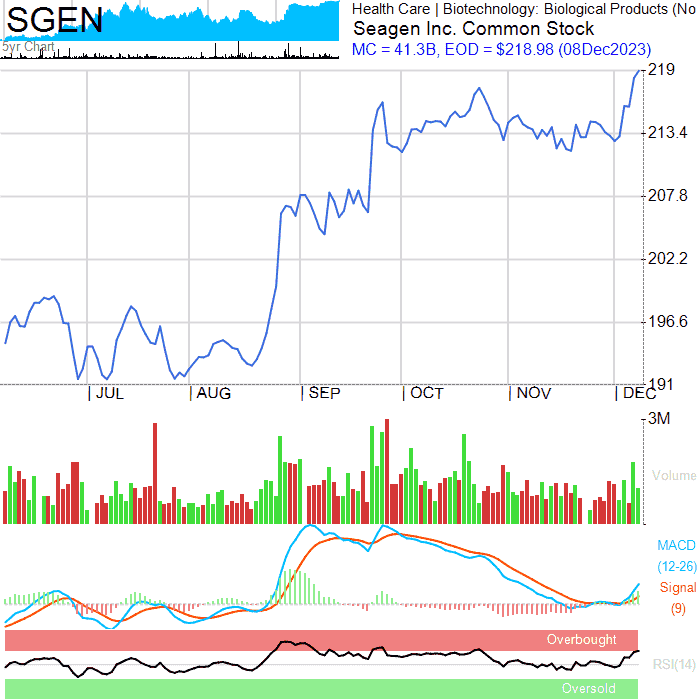 SGEN
5yr Chart
Health Care | Biotechnology: Biological Products (No
Seagen Inc. Common Stock
MC = 41.3B, EOD = $218.98 (08Dec2023)
219
213.4
207.8
202.2
196.6
191
JUL AUG SEP OCT NOV DEC
3M
Volume
MACD
(12-26)
Signal
(9)
Overbought
RSI(14)
Oversold